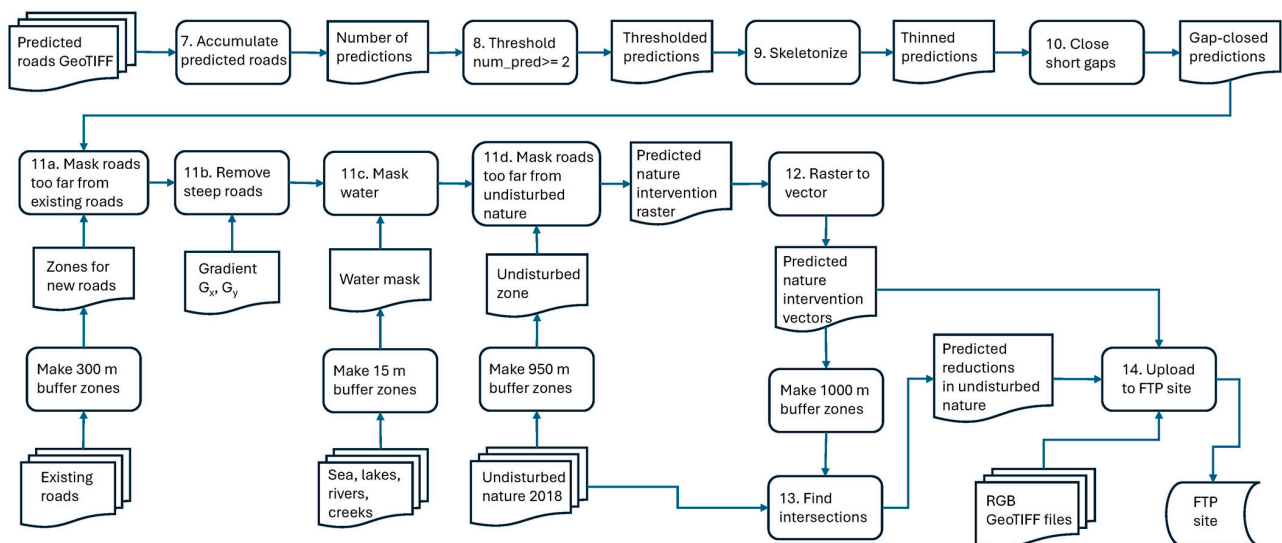 Predicted
roads GeoTIFF
7. Accumulate
predicted roads
Number of
predictions
8. Threshold
num_pred>= 2
Thresholded
predictions
9. Skeletonize
Thinned
predictions
10. Close
short gaps
Gap-closed
predictions
11a. Mask roads
too far from
existing roads
11b. Remove
steep roads
11c. Mask
water
11d. Mask roads
too far from
undisturbed
nature
Predicted
nature
intervention
raster
12. Raster to
vector
Zones for
new roads
Gradient
Gx, Gy
Water mask
Undisturbed
zone
Predicted
nature
intervention
vectors
Make 300 m
buffer zones
Make 15 m
buffer zones
Make 950 m
buffer zones
Make 1000 m
buffer zones
Predicted
reductions
in undisturbed
nature
14. Upload
to FTP site
Existing
roads
Sea, lakes,
rivers,
creeks
Undisturbed
nature 2018
13. Find
intersections
RGB
GeoTIFF files
FTP
site